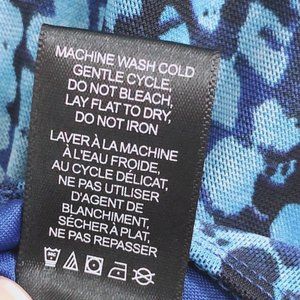 MACHINE WASH COLD
GENTLE CYCLE,
DO NOT BLEACH,
LAY FLAT TO DRY,
DO NOT IRON
LAVER À LA MACHINE
À L'EAU FROIDE,
AU CYCLE DÉLICAT,
NE PAS UTILISER
D'AGENT DE
BLANCHIMENT,
SÉCHER À PLAT,
NE PAS REPASSER